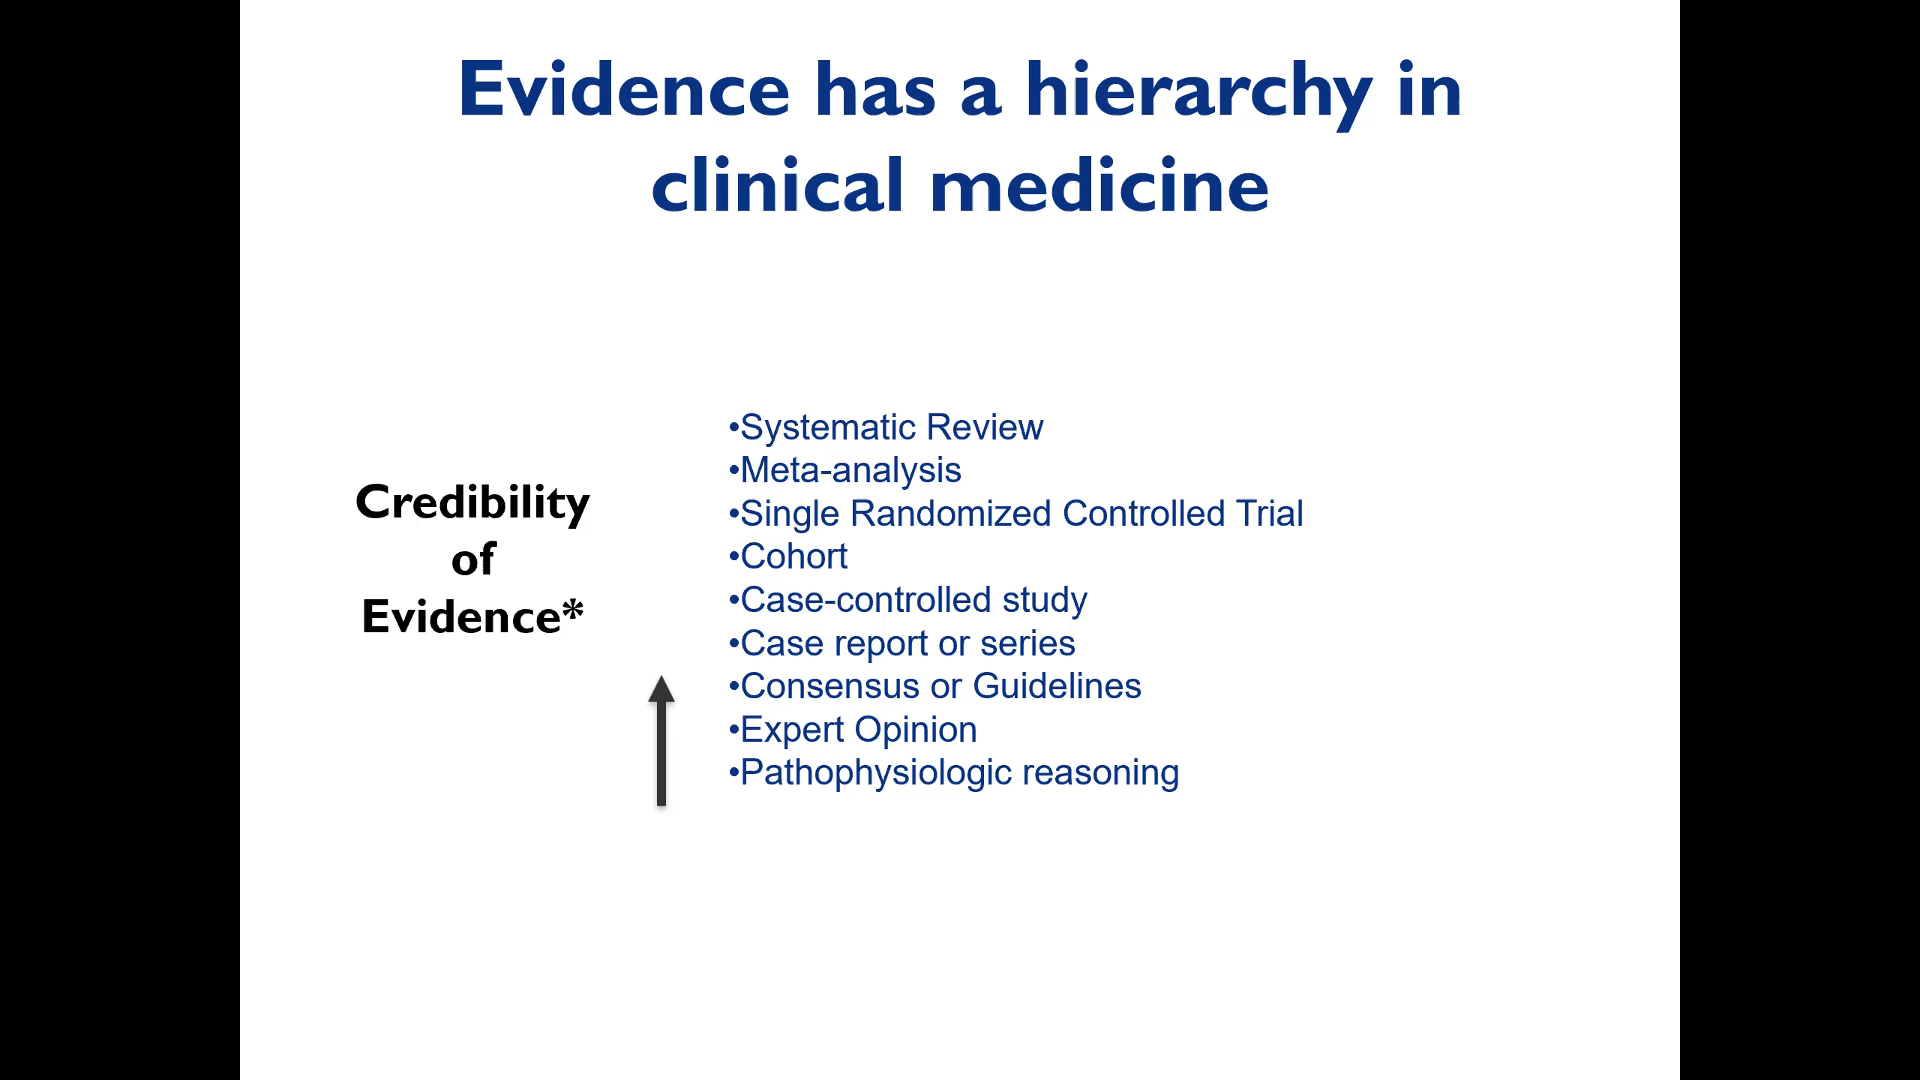 Evidence has a hierarchy in
clinical medicine
Credibility
of
Evidence*
•Systematic Review
•Meta-analysis
•Single Randomized Controlled Trial
•Cohort
•Case-controlled study
•Case report or series
•Consensus or Guidelines
•Expert Opinion
•Pathophysiologic reasoning